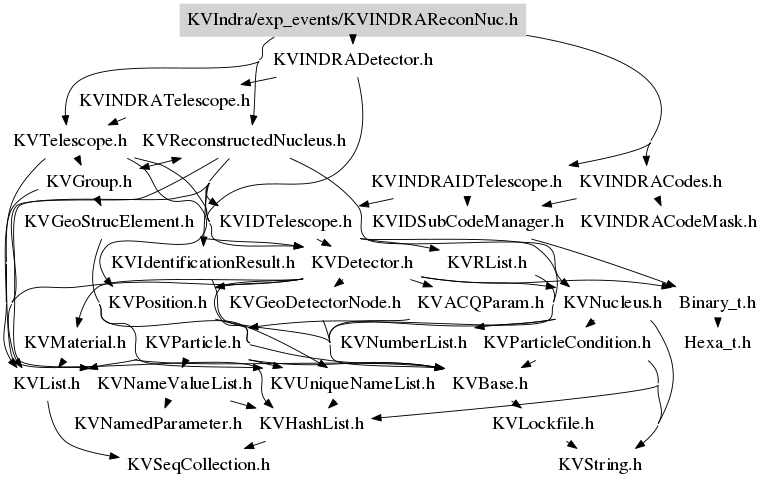 KVIndra/exp_events/KVINDRAReconNuc.h
KVINDRADetector.h
KVINDRATelescope.h
KVTelescope.h KVReconstructedNucleus.h
KVGroup.h KVINDRAIDTelescope.h KVINDRACodes.h
KVGeoStrucElement.h KVIDTelescope.h KVIDSubCodeManager.h KVINDRACodeMask.h
KVIdentificationResult.h KVDetector.h KVRList.h
KVPosition.h KVGeoDetectorNode.h KVACQParam.h KVNucleus.h Binary_t.h
KVMaterial.h KVParticle.h KVNumberList.h KVParticleCondition.h Hexa_t.h
KVList.h KVNameValueList.h KVUniqueNameList.h KVBase.h
KVNamedParameter.h KVHashList.h KVLockfile.h
KVSeqCollection.h KVString.h